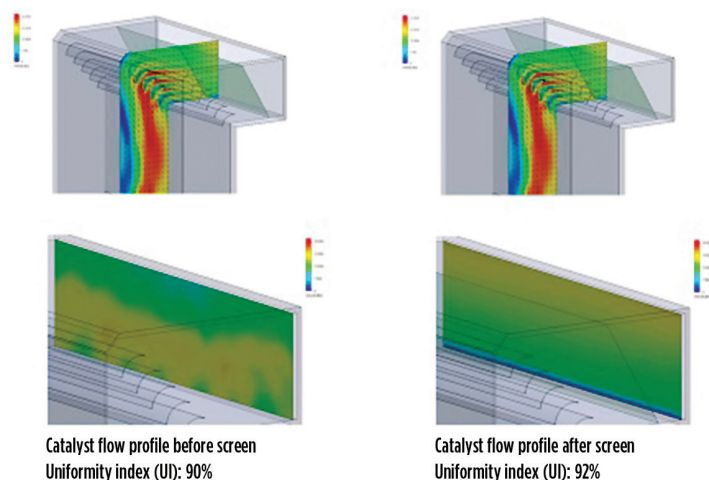 Catalyst flow profile before screen
Uniformity index (UI): 90%
Catalyst flow profile after screen
Uniformity index (UI): 92%